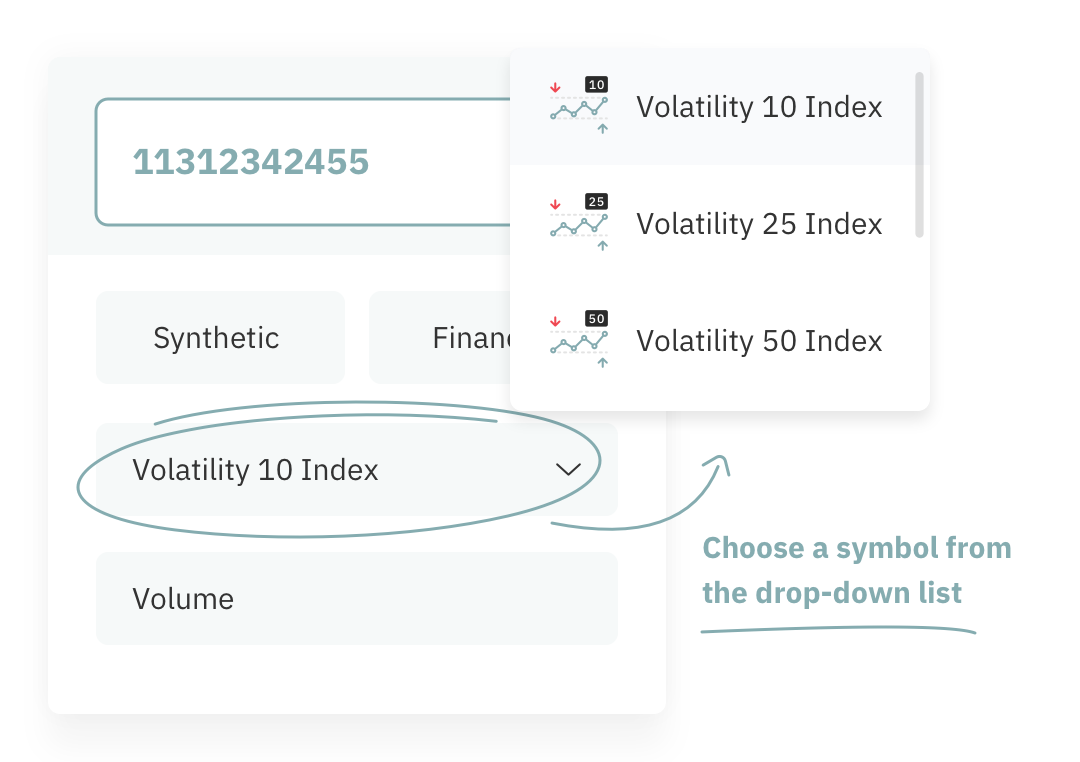 11312342455
Synthetic
Volatility 10 Index
Volume
10
Volatility 10 Index
25
Volatility 25 Index
50
Volatility 50 Index
Choose a symbol from
the drop-down list